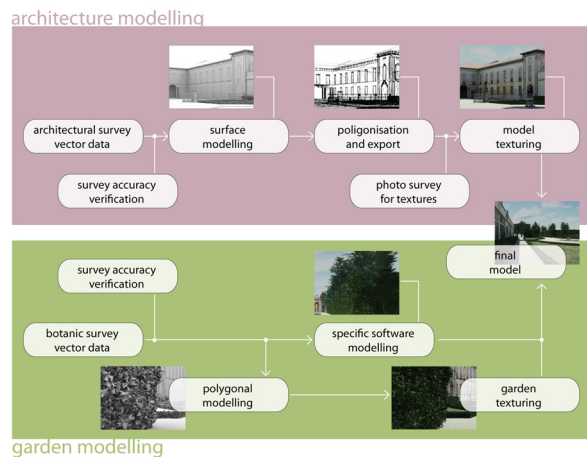 architecture modelling
architectural survey
vector data
surface
modelling
poligonisation
and export
model
texturing
survey accuracy
verification
photo survey
for textures
final
model
survey accuracy
verification
botanic survey
vector data
specific software
modelling
polygonal
modelling
garden
texturing
garden modelling